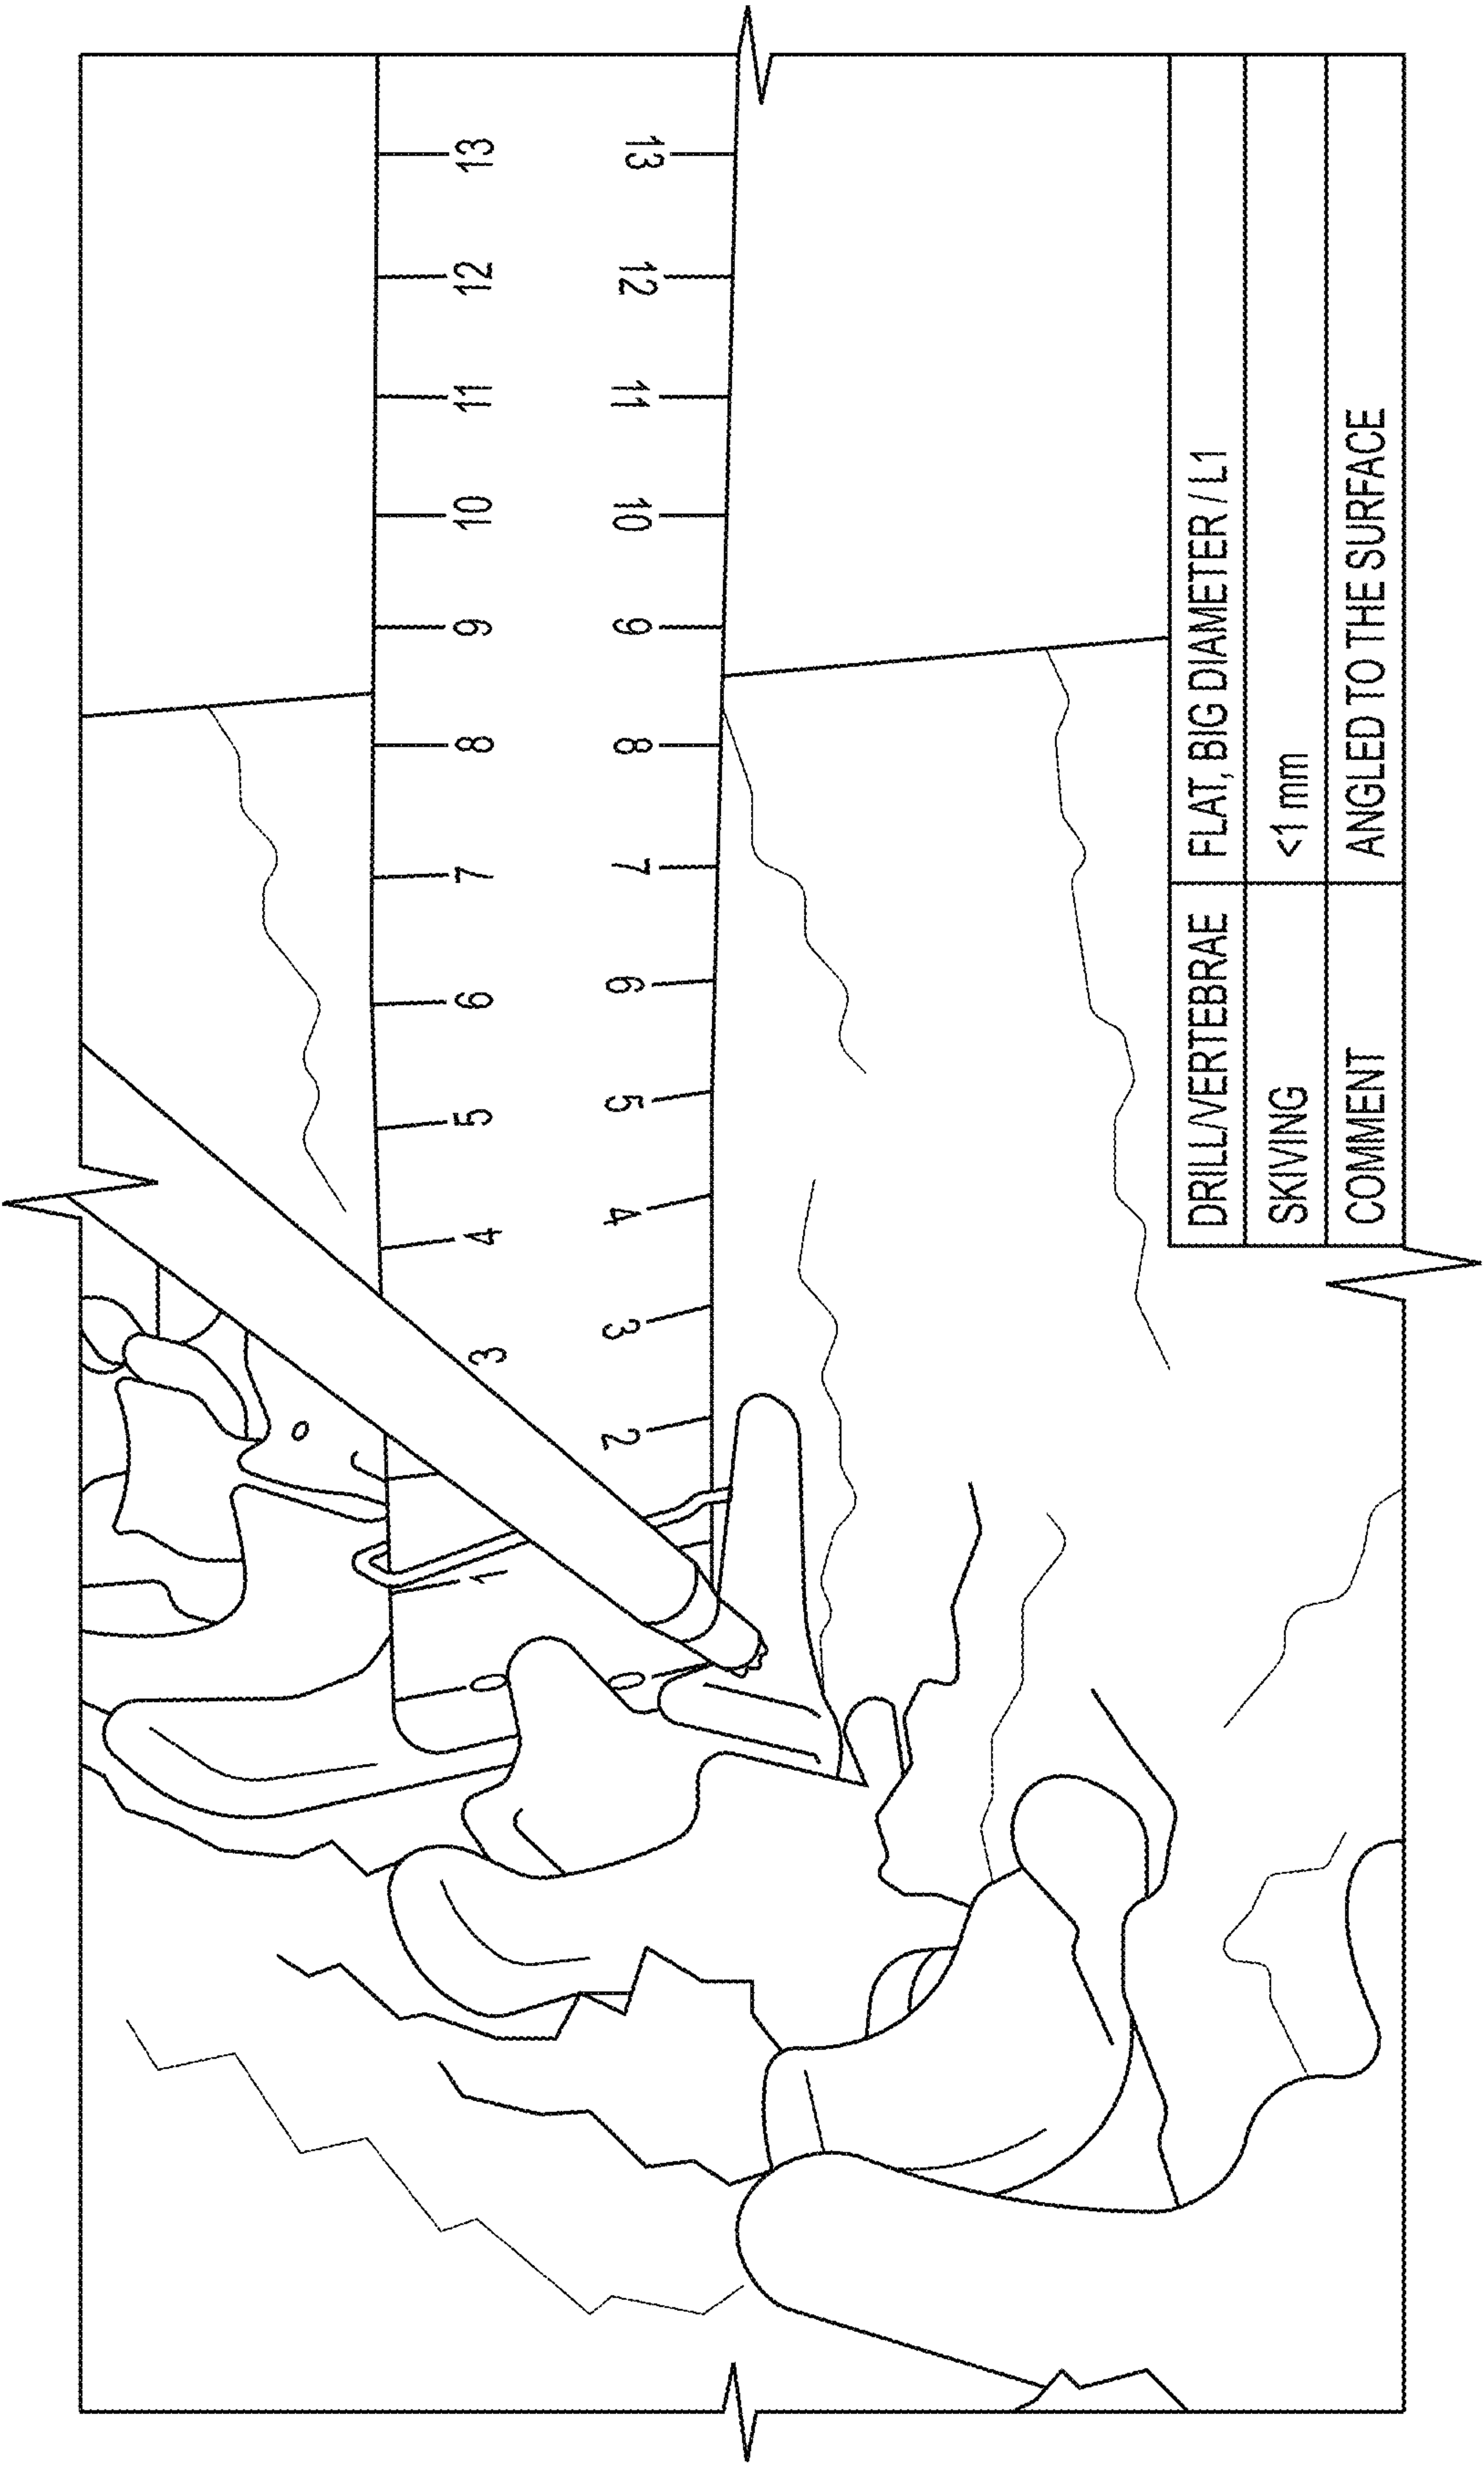 0 1 3 4 5 6 7 8 9 10 11 12 13
0 2 3 4 5 6 7 8 9 10 11 12 13
DRILL/VERTEBRAE FLAT, BIG DIAMETER / L1
SKIVING <1 mm
COMMENT ANGLED TO THE SURFACE